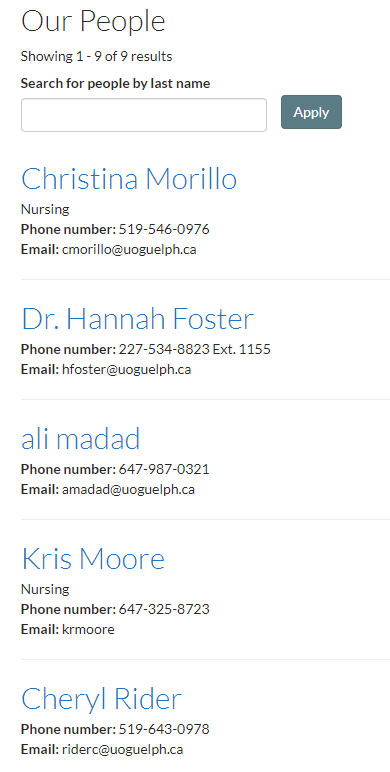 Our People
Showing 1 - 9 of 9 results
Search for people by last name
Apply
Christina Morillo
Nursing
Phone number: 519-546-0976
Email: cmorillo@uoguelph.ca
Dr. Hannah Foster
Phone number: 227-534-8823 Ext. 1155
Email: hfoster@uoguelph.ca
ali madad
Phone number: 647-987-0321
Email: amadad@uoguelph.ca
Kris Moore
Nursing
Phone number: 647-325-8723
Email: krmoore
Cheryl Rider
Phone number: 519-643-0978
Email: riderc@uoguelph.ca